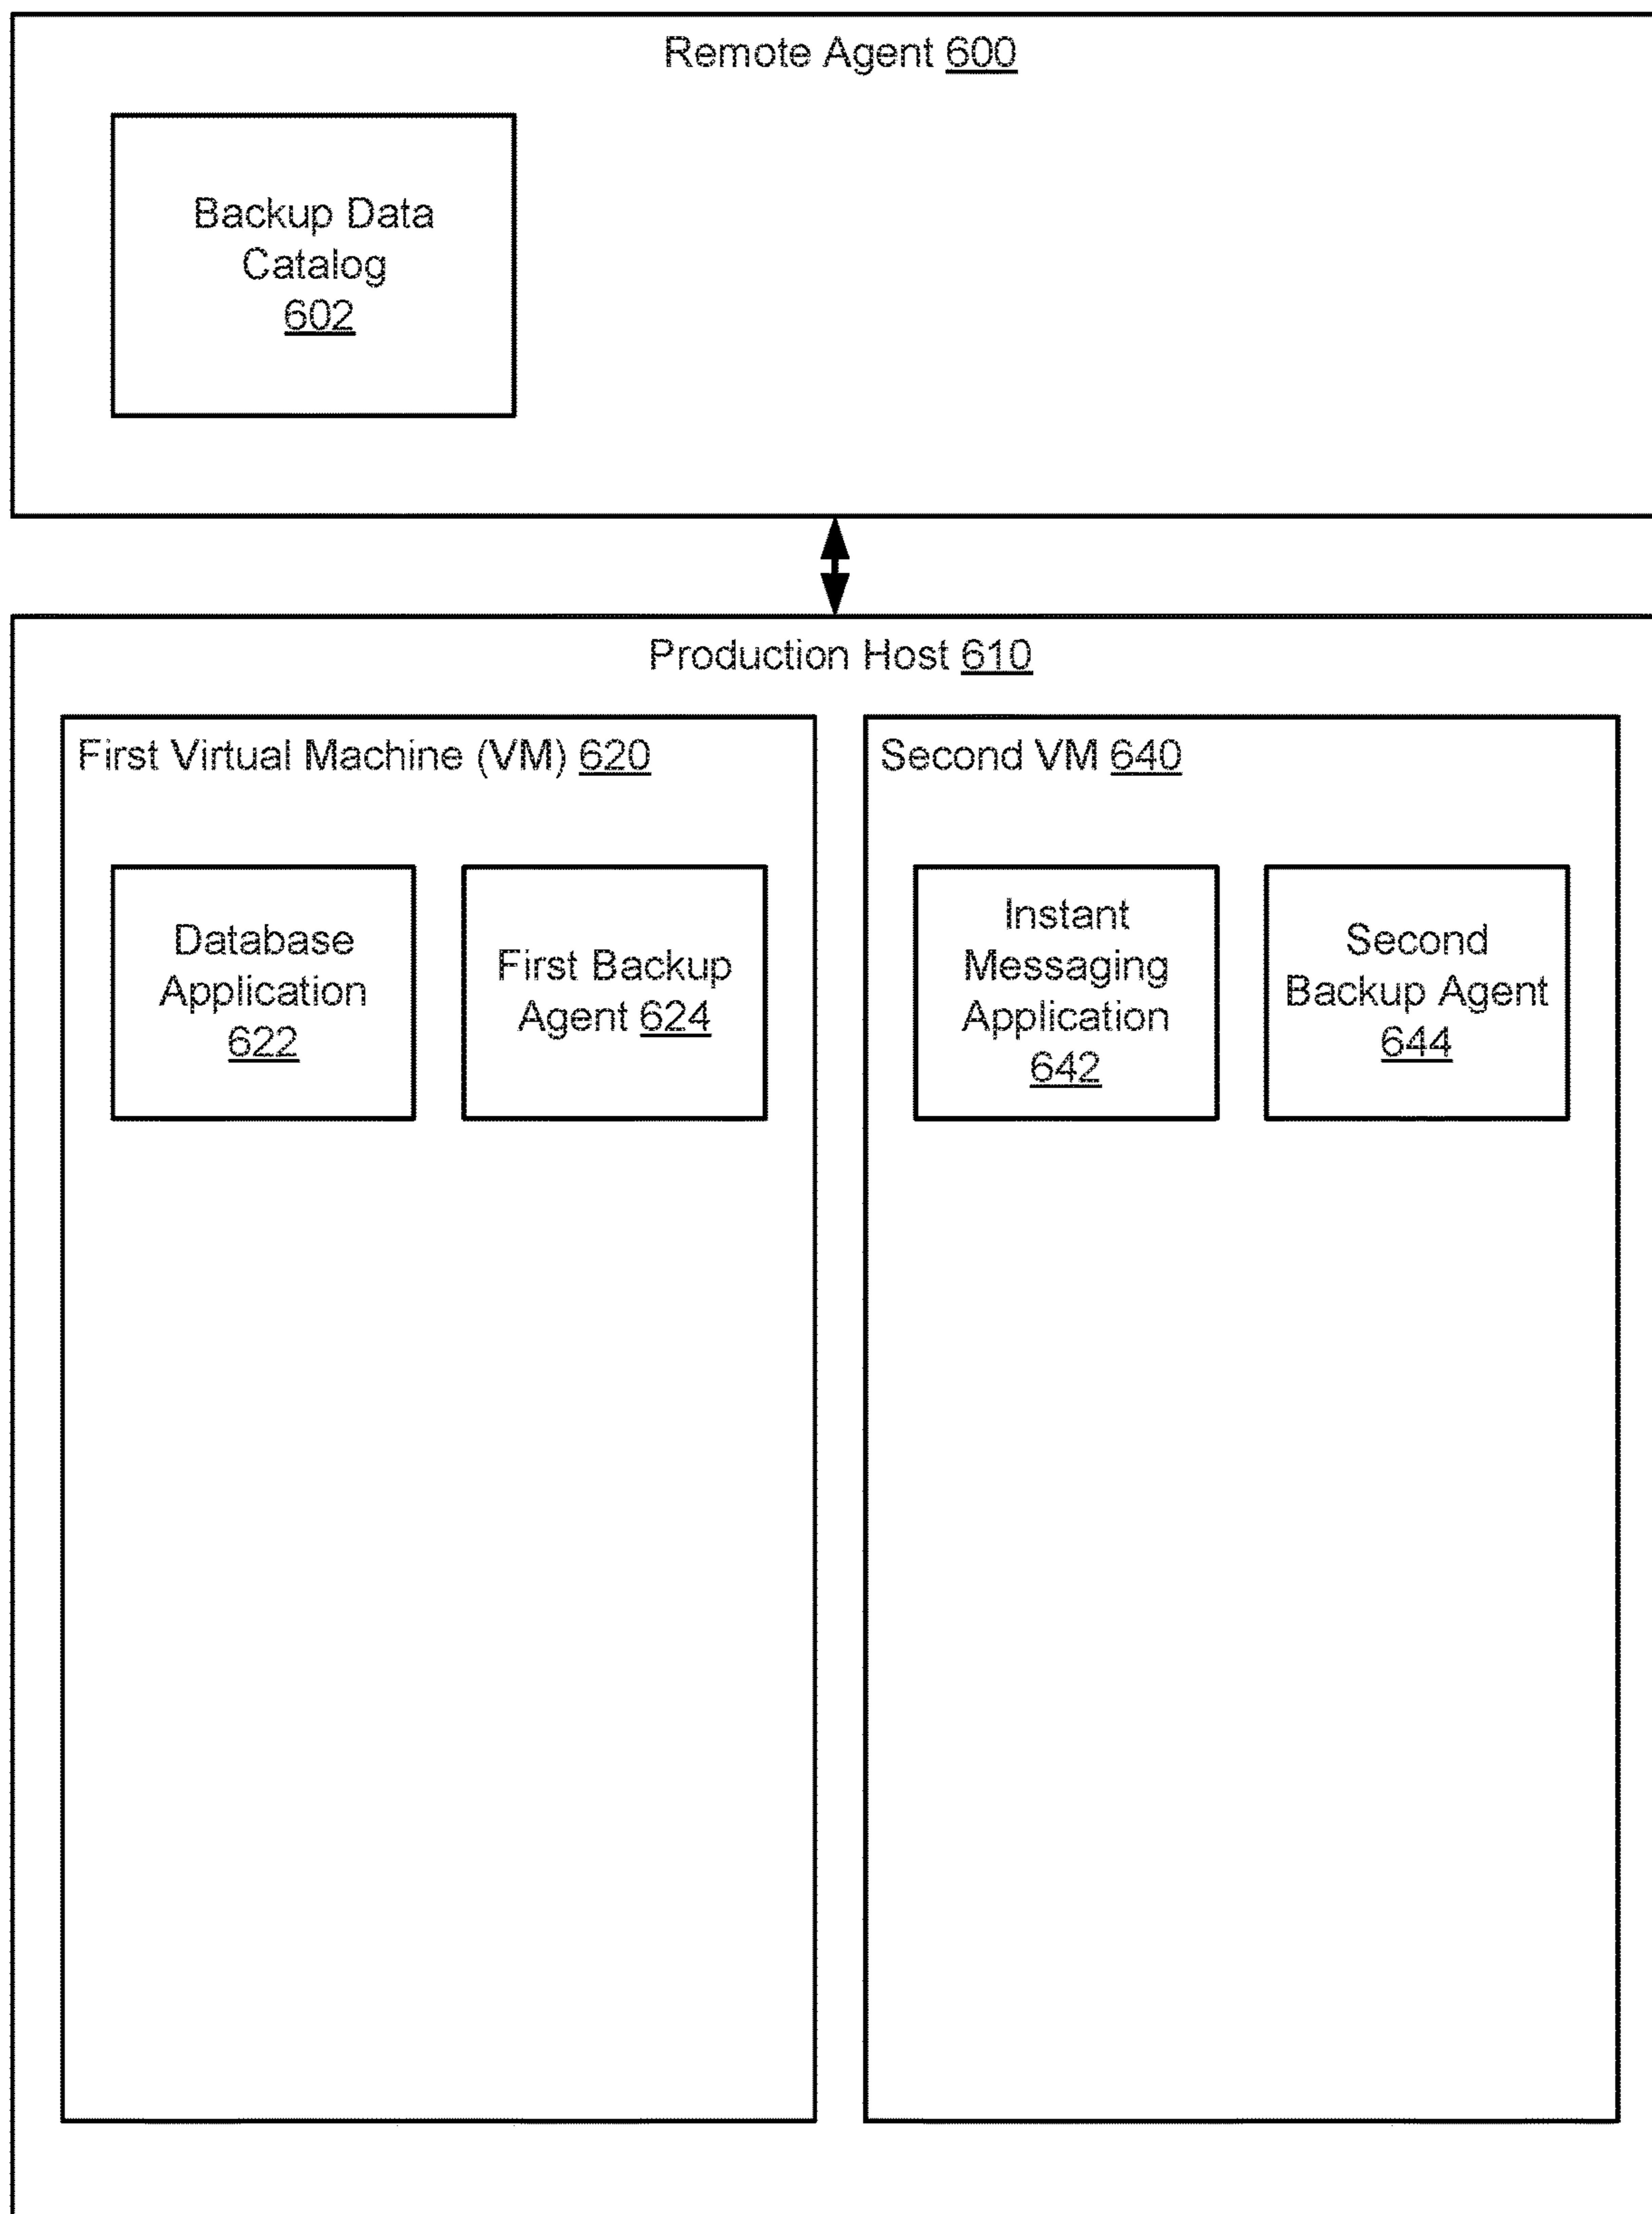 Remote Agent 600
Backup Data
Catalog
602
Production Host 610
First Virtual Machine (VM) 620
Database
Application
622
First Backup
Agent 624
Second VM 640
Instant
Messaging
Application
642
Second
Backup Agent
644